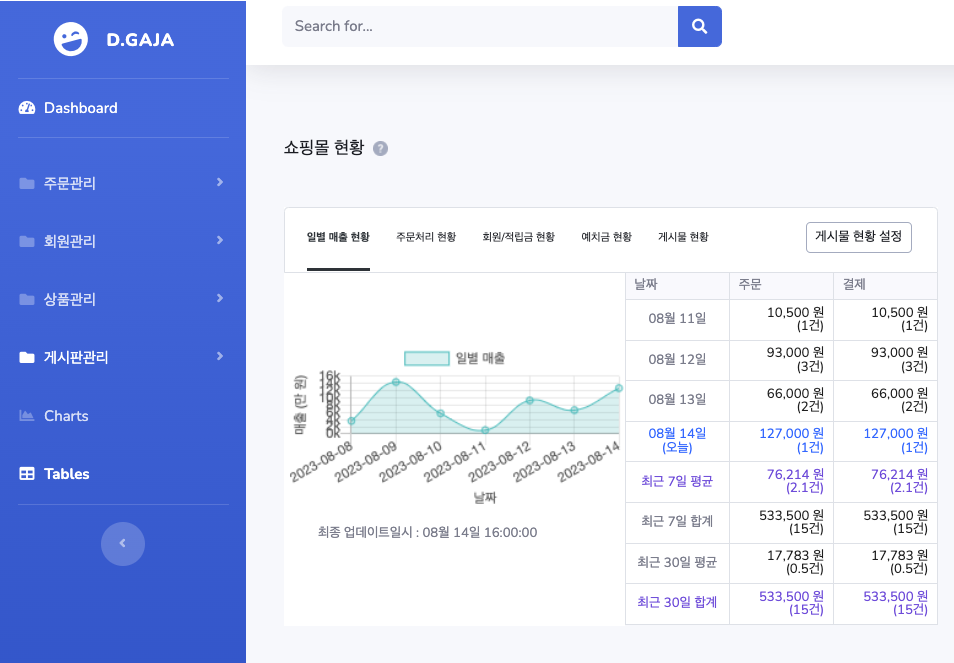 D.GAJA
Search for...
Dashboard
주문관리
회원관리
상품관리
게시판관리
Charts
Tables
쇼핑몰 현황 ?
일별 매출 현황 주문처리 현황 회원/적립금 현황 예치금 현황 게시물 현황 게시물 현황 설정
일별 매출
매출 (만 원)
16k
14k
12k
10k
8k
6k
4k
2k
0k
2023-08-08 2023-08-09 2023-08-10 2023-08-11 2023-08-12 2023-08-13 2023-08-14
날짜
최종 업데이트일시 : 08월 14일 16:00:00
날짜 주문 결제
08월 11일 10,500 원 10,500 원
(1건) (1건)
08월 12일 93,000 원 93,000 원
(3건) (3건)
08월 13일 66,000 원 66,000 원
(2건) (2건)
08월 14일 127,000 원 127,000 원
(오늘) (1건) (1건)
최근 7일 평균 76,214 원 76,214 원
(2.1건) (2.1건)
최근 7일 합계 533,500 원 533,500 원
(15건) (15건)
최근 30일 평균 17,783 원 17,783 원
(0.5건) (0.5건)
최근 30일 합계 533,500 원 533,500 원
(15건) (15건)